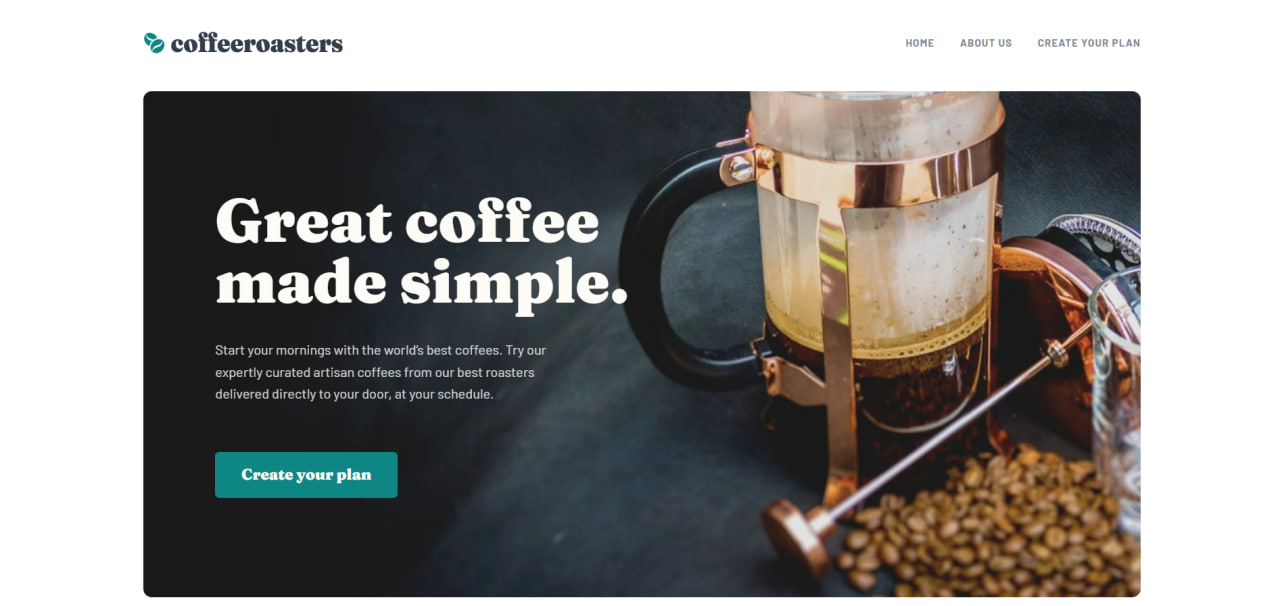 coffeeroasters
HOME
ABOUT US
CREATE YOUR PLAN
Great coffee
made simple.
Start your mornings with the world’s best coffees. Try our
expertly curated artisan coffees from our best roasters
delivered directly to your door, at your schedule.
Create your plan